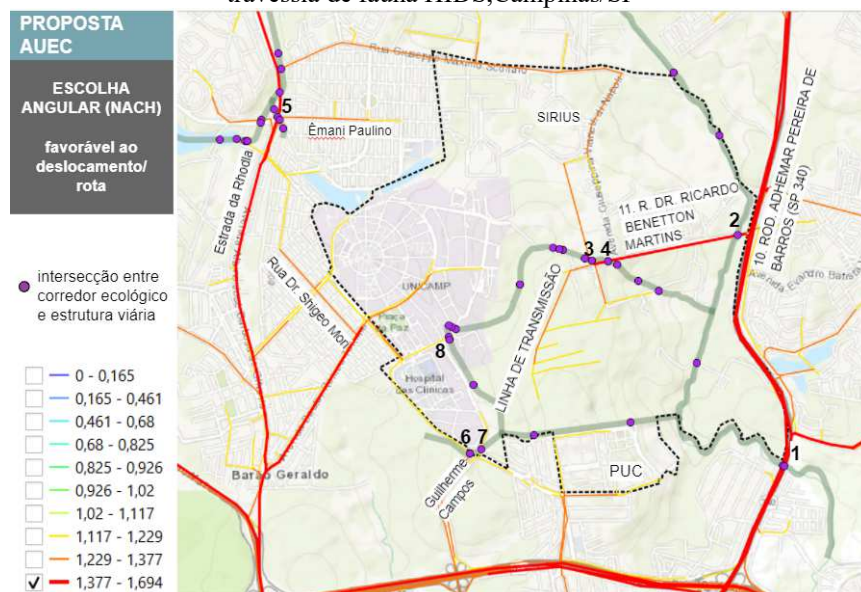 travessia de fauna HIDS,Campinas/SP
PROPOSTA
AUEC
ESCOLHA
ANGULAR (NACH)
favorável ao
deslocamento/
rota
intersecção entre
corredor ecológico
e estrutura viária
0 - 0,165
0,165 - 0,461
0,461 - 0,68
0,68 - 0,825
0,825 - 0,926
0,926 - 1,02
1,02 - 1,117
1,117 - 1,229
1,229 - 1,377
1,377 - 1,694
5
Êmani Paulino
Estrada da Rhodia
SIRIUS
11. R. DR. RICARDO
BENETTON
MARTINS
2
10. ROD. ADHEMAR PEREIRA DE
BARROS (SP 340)
3
4
Rua Dr. Shigeo Mori
UNICAMP
LINHA DE TRANSMISSÃO
8
Hospital
das Clínicas
6
7
Guilherme
Campos
PUC
1
Barão Geraldo